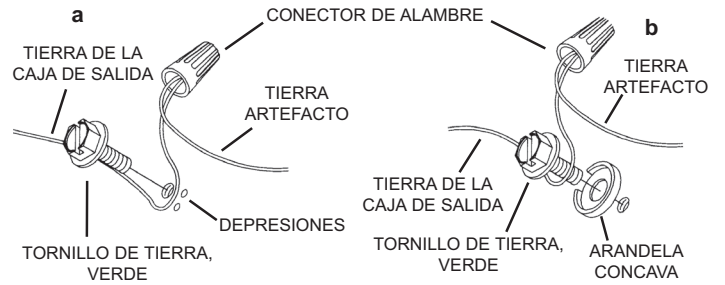 a
CONECTOR DE ALAMBRE
b
TIERRA DE LA
CAJA DE SALIDA
TIERRA
ARTEFACTO
DEPRESIONES
TORNILLO DE TIERRA,
VERDE
TIERRA
ARTEFACTO
TIERRA DE LA
CAJA DE SALIDA
TORNILLO DE TIERRA,
VERDE
ARANDELA
CONCAVA